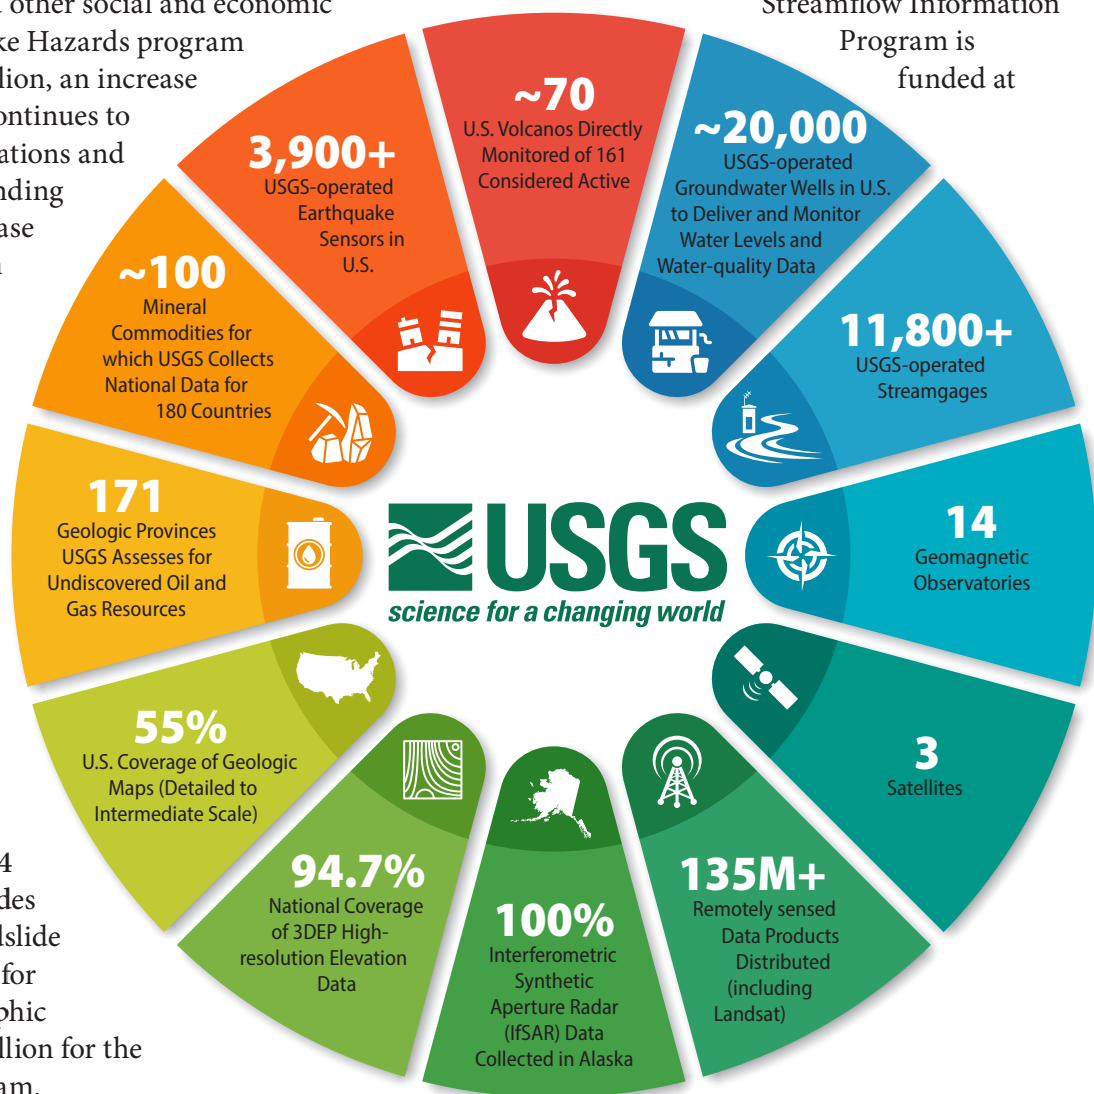 other social and economic
Hazards program
an increase
continues to
and
ase
Streamflow Information
Program is
funded at
~70
U.S. Volcanos Directly
Monitored of 161
Considered Active
~20,000
USGS-operated
Groundwater Wells in U.S.
to Deliver and Monitor
Water Levels and
Water-quality Data
11,800+
USGS-operated
Streamgages
14
Geomagnetic
Observatories
3
Satellites
135M+
Remotely sensed
Data Products
Distributed
(including
Landsat)
100%
Interferometric
Synthetic
Aperture Radar
(IfSAR) Data
Collected in Alaska
94.7%
National Coverage
of 3DEP High-
resolution Elevation
Data
55%
U.S. Coverage of Geologic
Maps (Detailed to
Intermediate Scale)
171
Geologic Provinces
USGS Assesses for
Undiscovered Oil and
Gas Resources
~100
Mineral
Commodities for
which USGS Collects
National Data for
180 Countries
3,900+
USGS-operated
Earthquake
Sensors in
U.S.
USGS
science for a changing world
4
des
dslide
for
phic
llion for the
am.